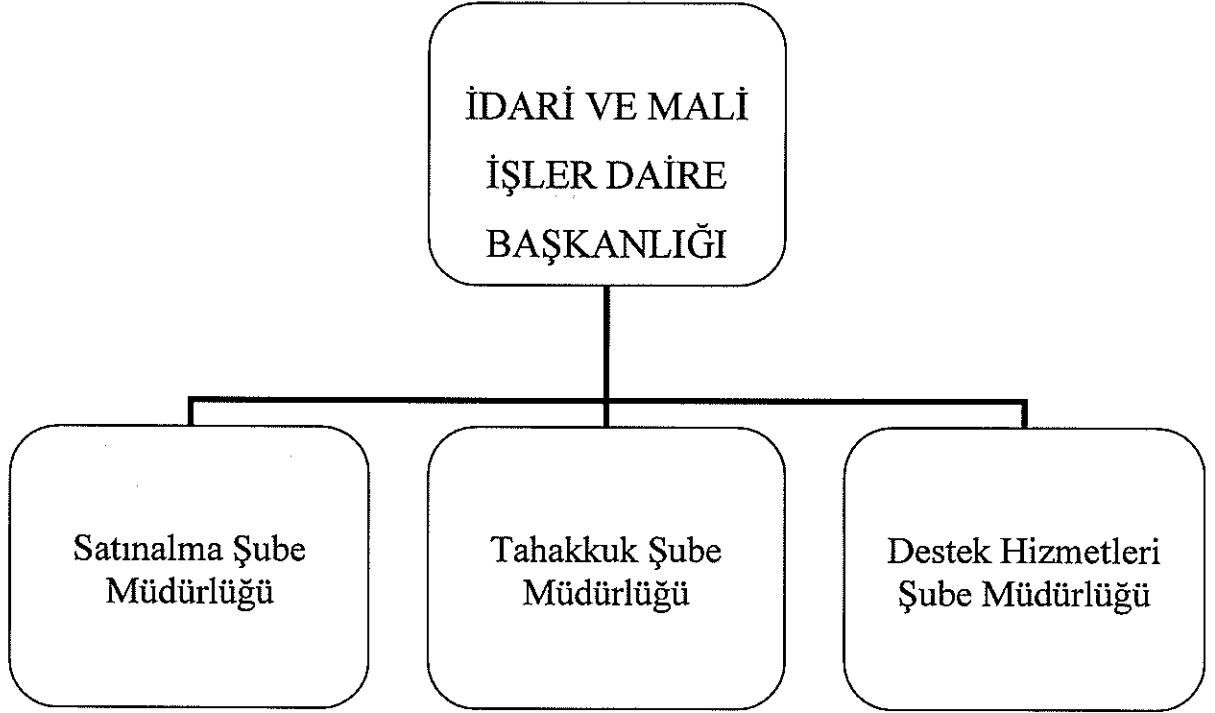 İDARİ VE MALİ
İŞLER DAİRE
BAŞKANLIĞI
Satınalma Şube
Müdürlüğü
Tahakkuk Şube
Müdürlüğü
Destek Hizmetleri
Şube Müdürlüğü